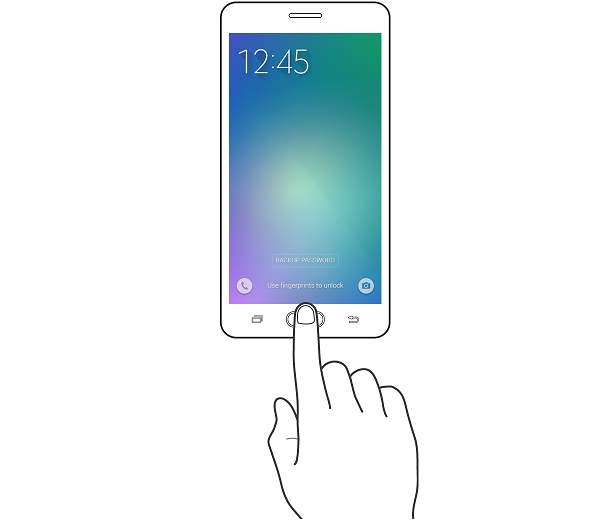 12:45
BACKUP PASSWORD
Use fingerprints to unlock